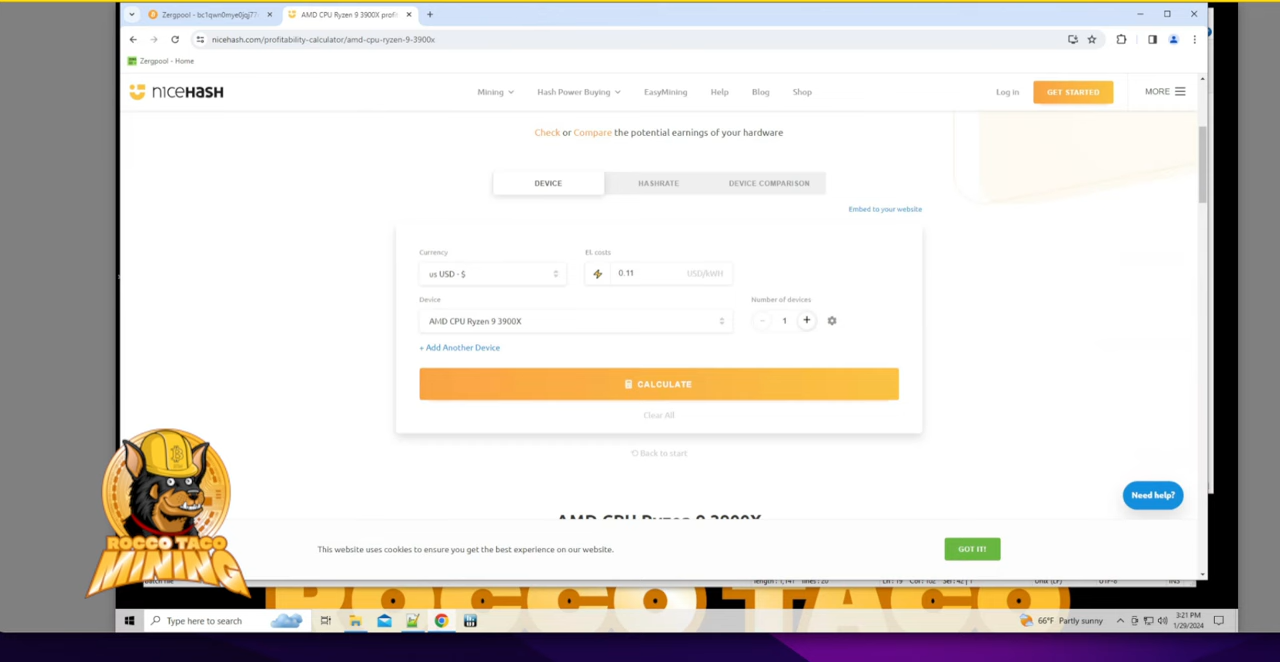 Zergpool - bc1qwn0mye0jqj7?
AMD CPU Ryzen 9 3900X profi
nicehash.com/profitability-calculator/amd-cpu-ryzen-9-3900x
Zergpool - Home
NICEHASH
Mining
Hash Power Buying
EasyMining
Help
Blog
Shop
Log in
GET STARTED
MORE
Check or Compare the potential earnings of your hardware
DEVICE
HASHRATE
DEVICE COMPARISON
Embed to your website
Currency
El. costs
us USD - $
0.11
USD/kWH
Device
Number of devices
AMD CPU Ryzen 9 3900X
- 1 +
+ Add Another Device
CALCULATE
Clear All
Back to start
AMD CPU Ryzen 9 3900X
Need help?
This website uses cookies to ensure you get the best experience on our website.
GOT IT!
ROCCO TACO
MINING
ROCCO TACO
Type here to search
66°F Partly sunny
3:21 PM
1/29/2024